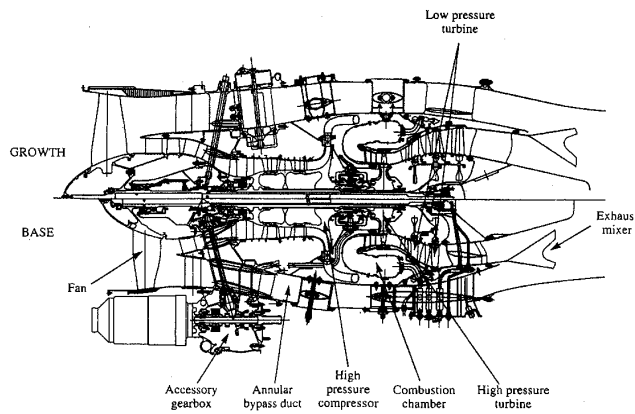 Low pressure
turbine
GROWTH
BASE
Exhaus
mixer
Fan
Accessory
gearbox
Annular
bypass duct
High
pressure
compressor
Combustion
chamber
High pressure
turbine